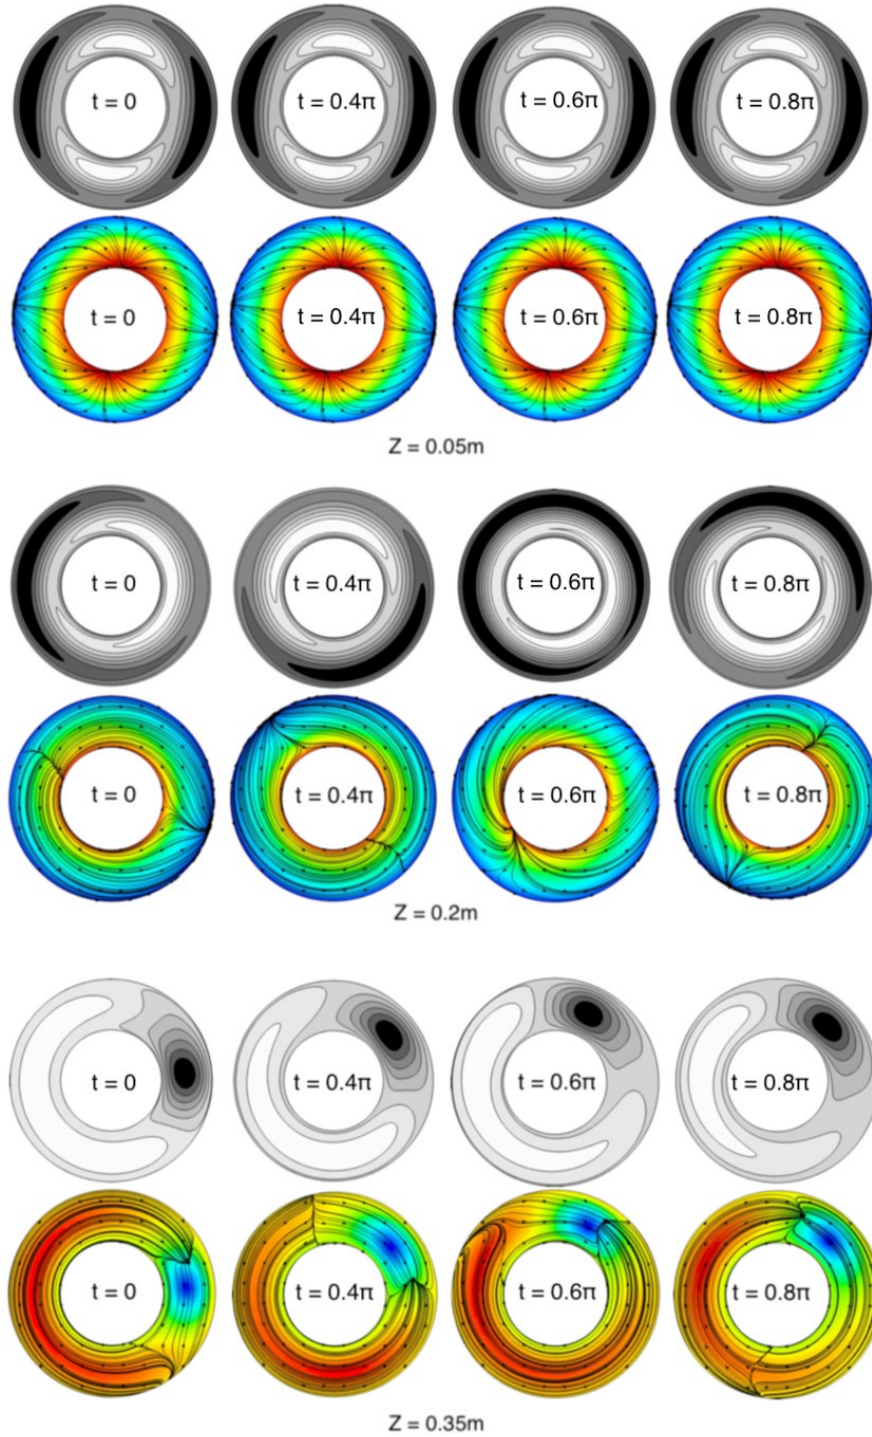 t = 0 t = 0.4π t = 0.6π t = 0.8π
t = 0 t = 0.4π t = 0.6π t = 0.8π
Z = 0.05m
t = 0 t = 0.4π t = 0.6π t = 0.8π
t = 0 t = 0.4π t = 0.6π t = 0.8π
Z = 0.2m
t = 0 t = 0.4π t = 0.6π t = 0.8π
t = 0 t = 0.4π t = 0.6π t = 0.8π
Z = 0.35m